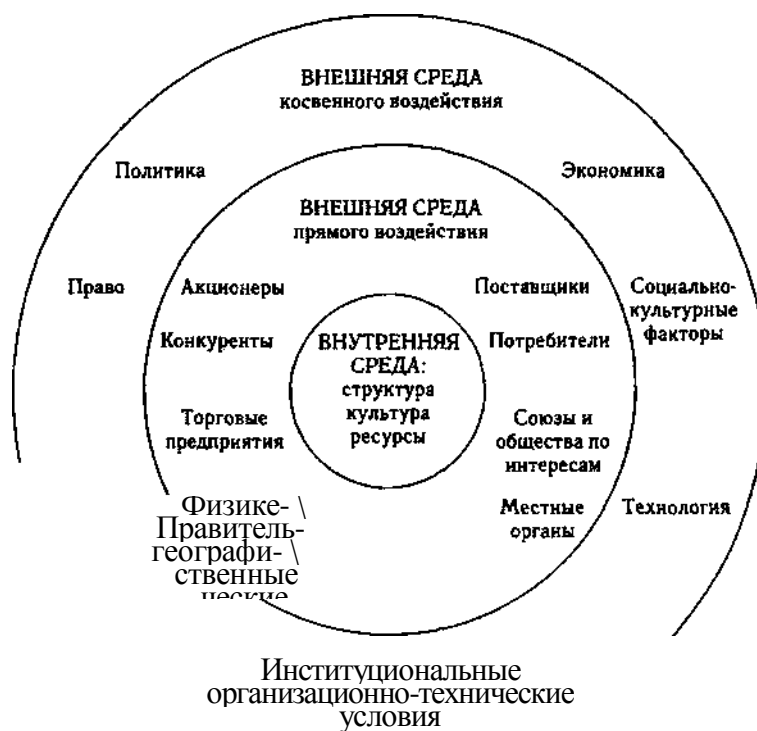 ВНЕШНЯЯ СРЕДА
косвенного воздействия
Политика
Экономика
ВНЕШНЯЯ СРЕДА
прямого воздействия
Право
Акционеры
Поставщики
Социально-
культурные
факторы
Конкуренты
ВНУТРЕННЯЯ
СРЕДА:
структура
культура
ресурсы
Потребители
Торговые
предприятия
Союзы и
общества по
интересам
Физике- \
Правитель-
географи- \
ственные
ческие
Местные
органы
Технология
Институциональные
организационно-технические
условия